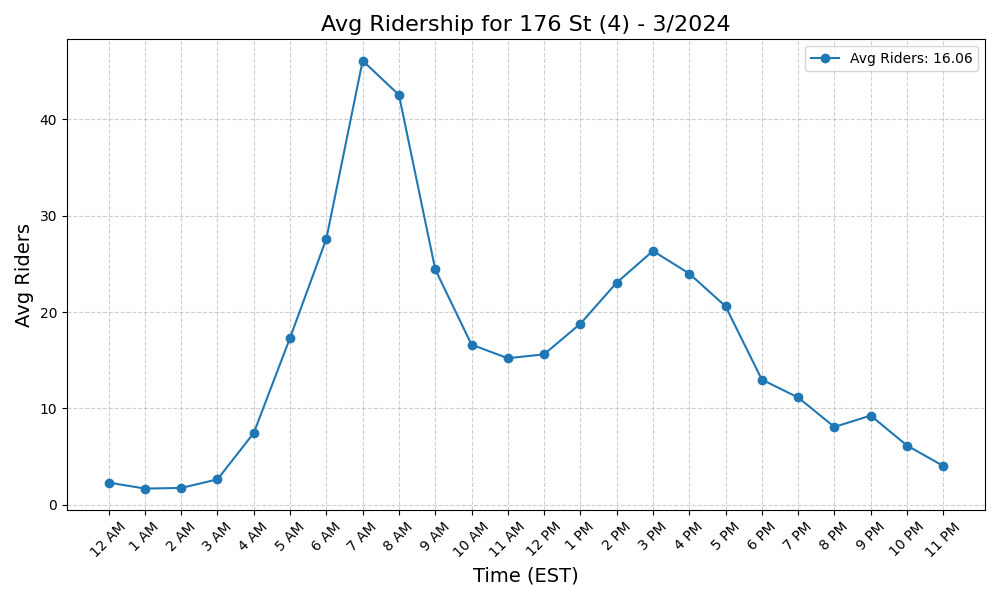 Avg Ridership for 176 St (4) - 3/2024
Avg Riders: 16.06
Avg Riders
40
30
20
10
0
12 AM
1 AM
2 AM
3 AM
4 AM
5 AM
6 AM
7 AM
8 AM
9 AM
10 AM
11 AM
12 PM
1 PM
2 PM
3 PM
4 PM
5 PM
6 PM
7 PM
8 PM
9 PM
10 PM
11 PM
Time (EST)